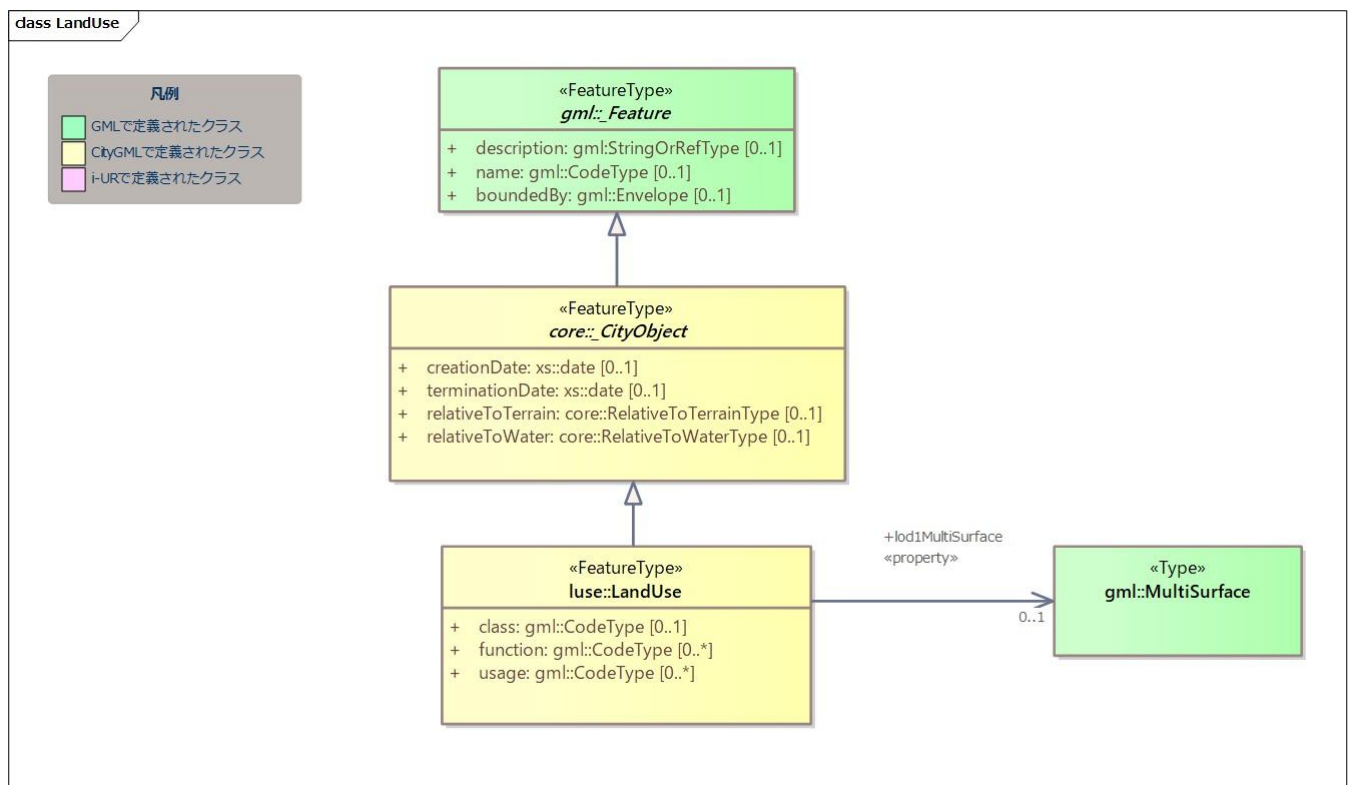 class LandUse
凡例
GMLで定義されたクラス
CityGMLで定義されたクラス
i-URで定義されたクラス
«FeatureType»
gml::_Feature
+ description: gml:StringOrRefType [0..1]
+ name: gml::CodeType [0..1]
+ boundedBy: gml::Envelope [0..1]
«FeatureType»
core::_CityObject
+ creationDate: xs::date [0..1]
+ terminationDate: xs::date [0..1]
+ relativeToTerrain: core::RelativeToTerrainType [0..1]
+ relativeToWater: core::RelativeToWaterType [0..1]
«FeatureType»
luse::LandUse
+ class: gml::CodeType [0..1]
+ function: gml::CodeType [0..*]
+ usage: gml::CodeType [0..*]
+lod1MultiSurface
«property»
0..1
«Type»
gml::MultiSurface